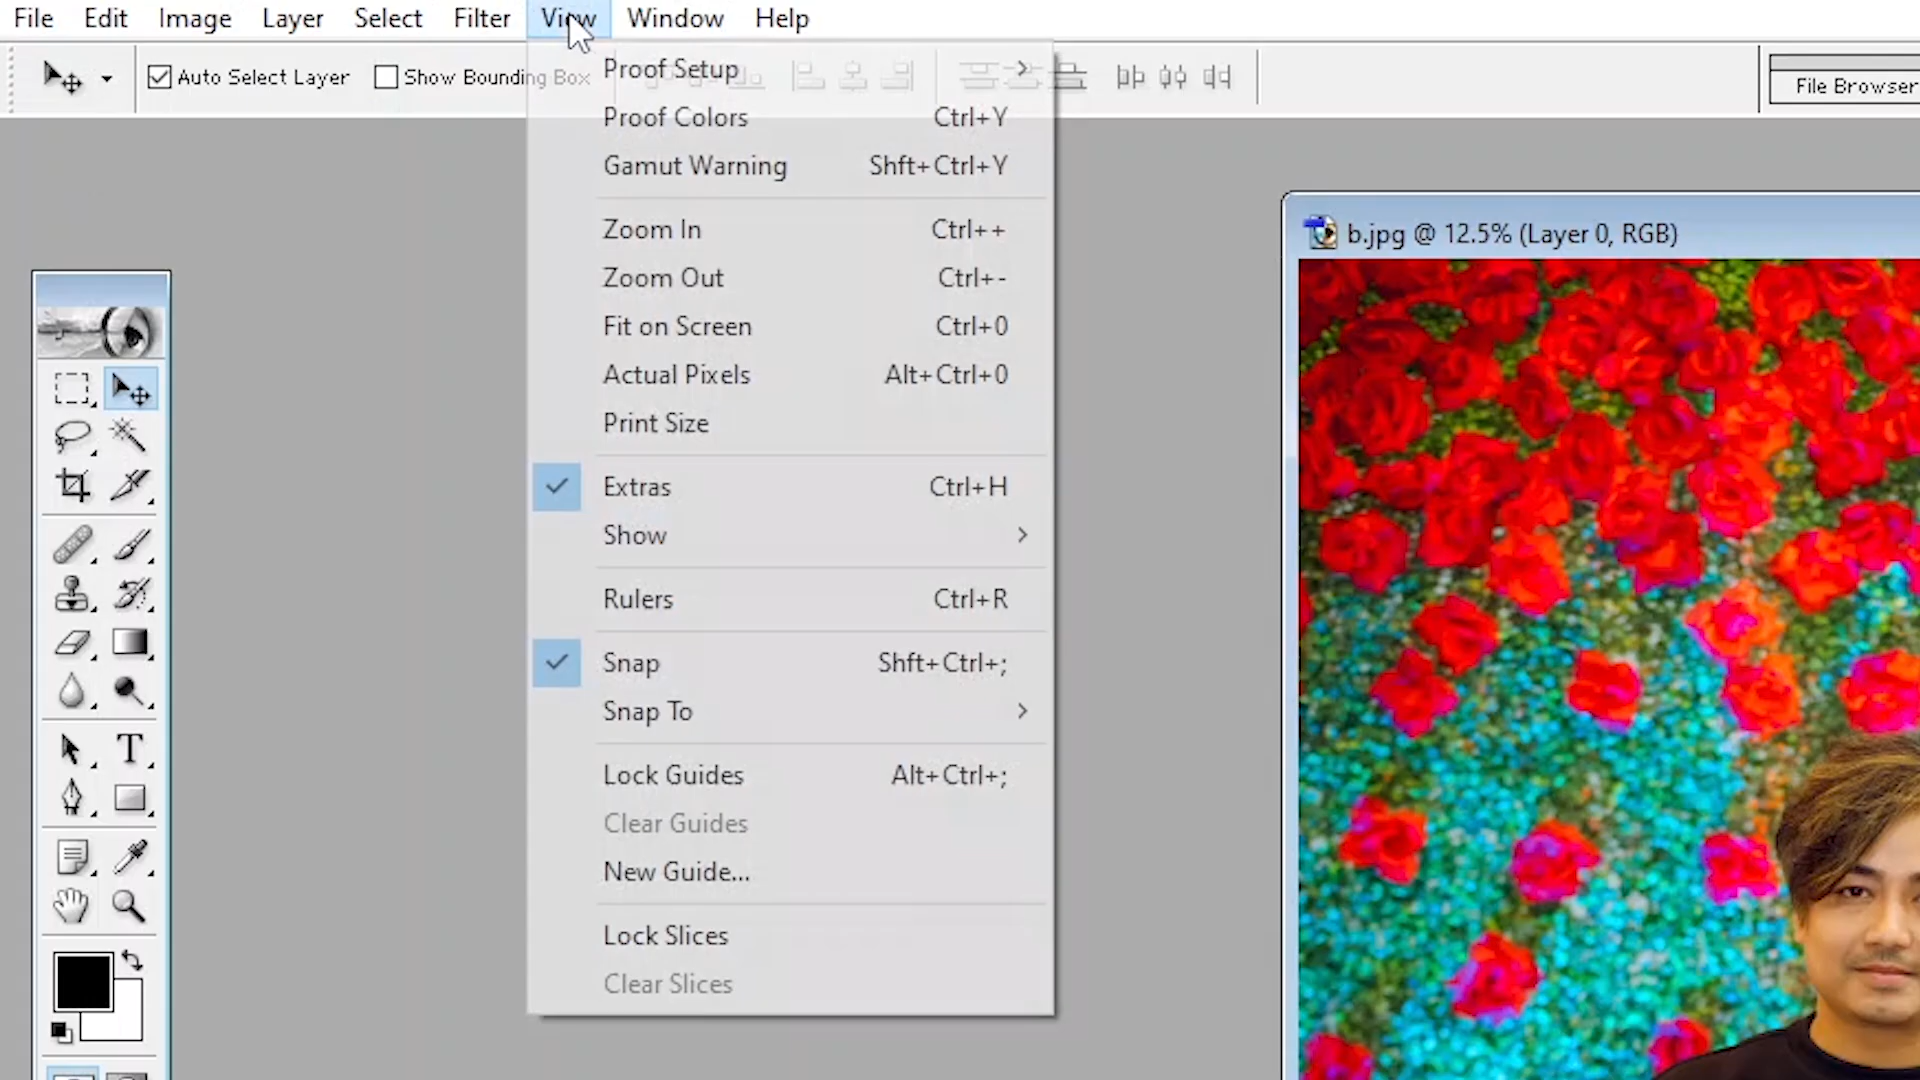 File Edit Image Layer Select Filter View Window Help
Auto Select Layer Show Bounding Box File Browser
Proof Setup
Proof Colors Ctrl+Y
Gamut Warning Shft+Ctrl+Y
Zoom In Ctrl++
Zoom Out Ctrl+-
Fit on Screen Ctrl+0
Actual Pixels Alt+Ctrl+0
Print Size
Extras Ctrl+H
Show
Rulers Ctrl+R
Snap Shft+Ctrl+;
Snap To
Lock Guides Alt+Ctrl+;
Clear Guides
New Guide...
Lock Slices
Clear Slices
b.jpg @ 12.5% (Layer 0, RGB)
T